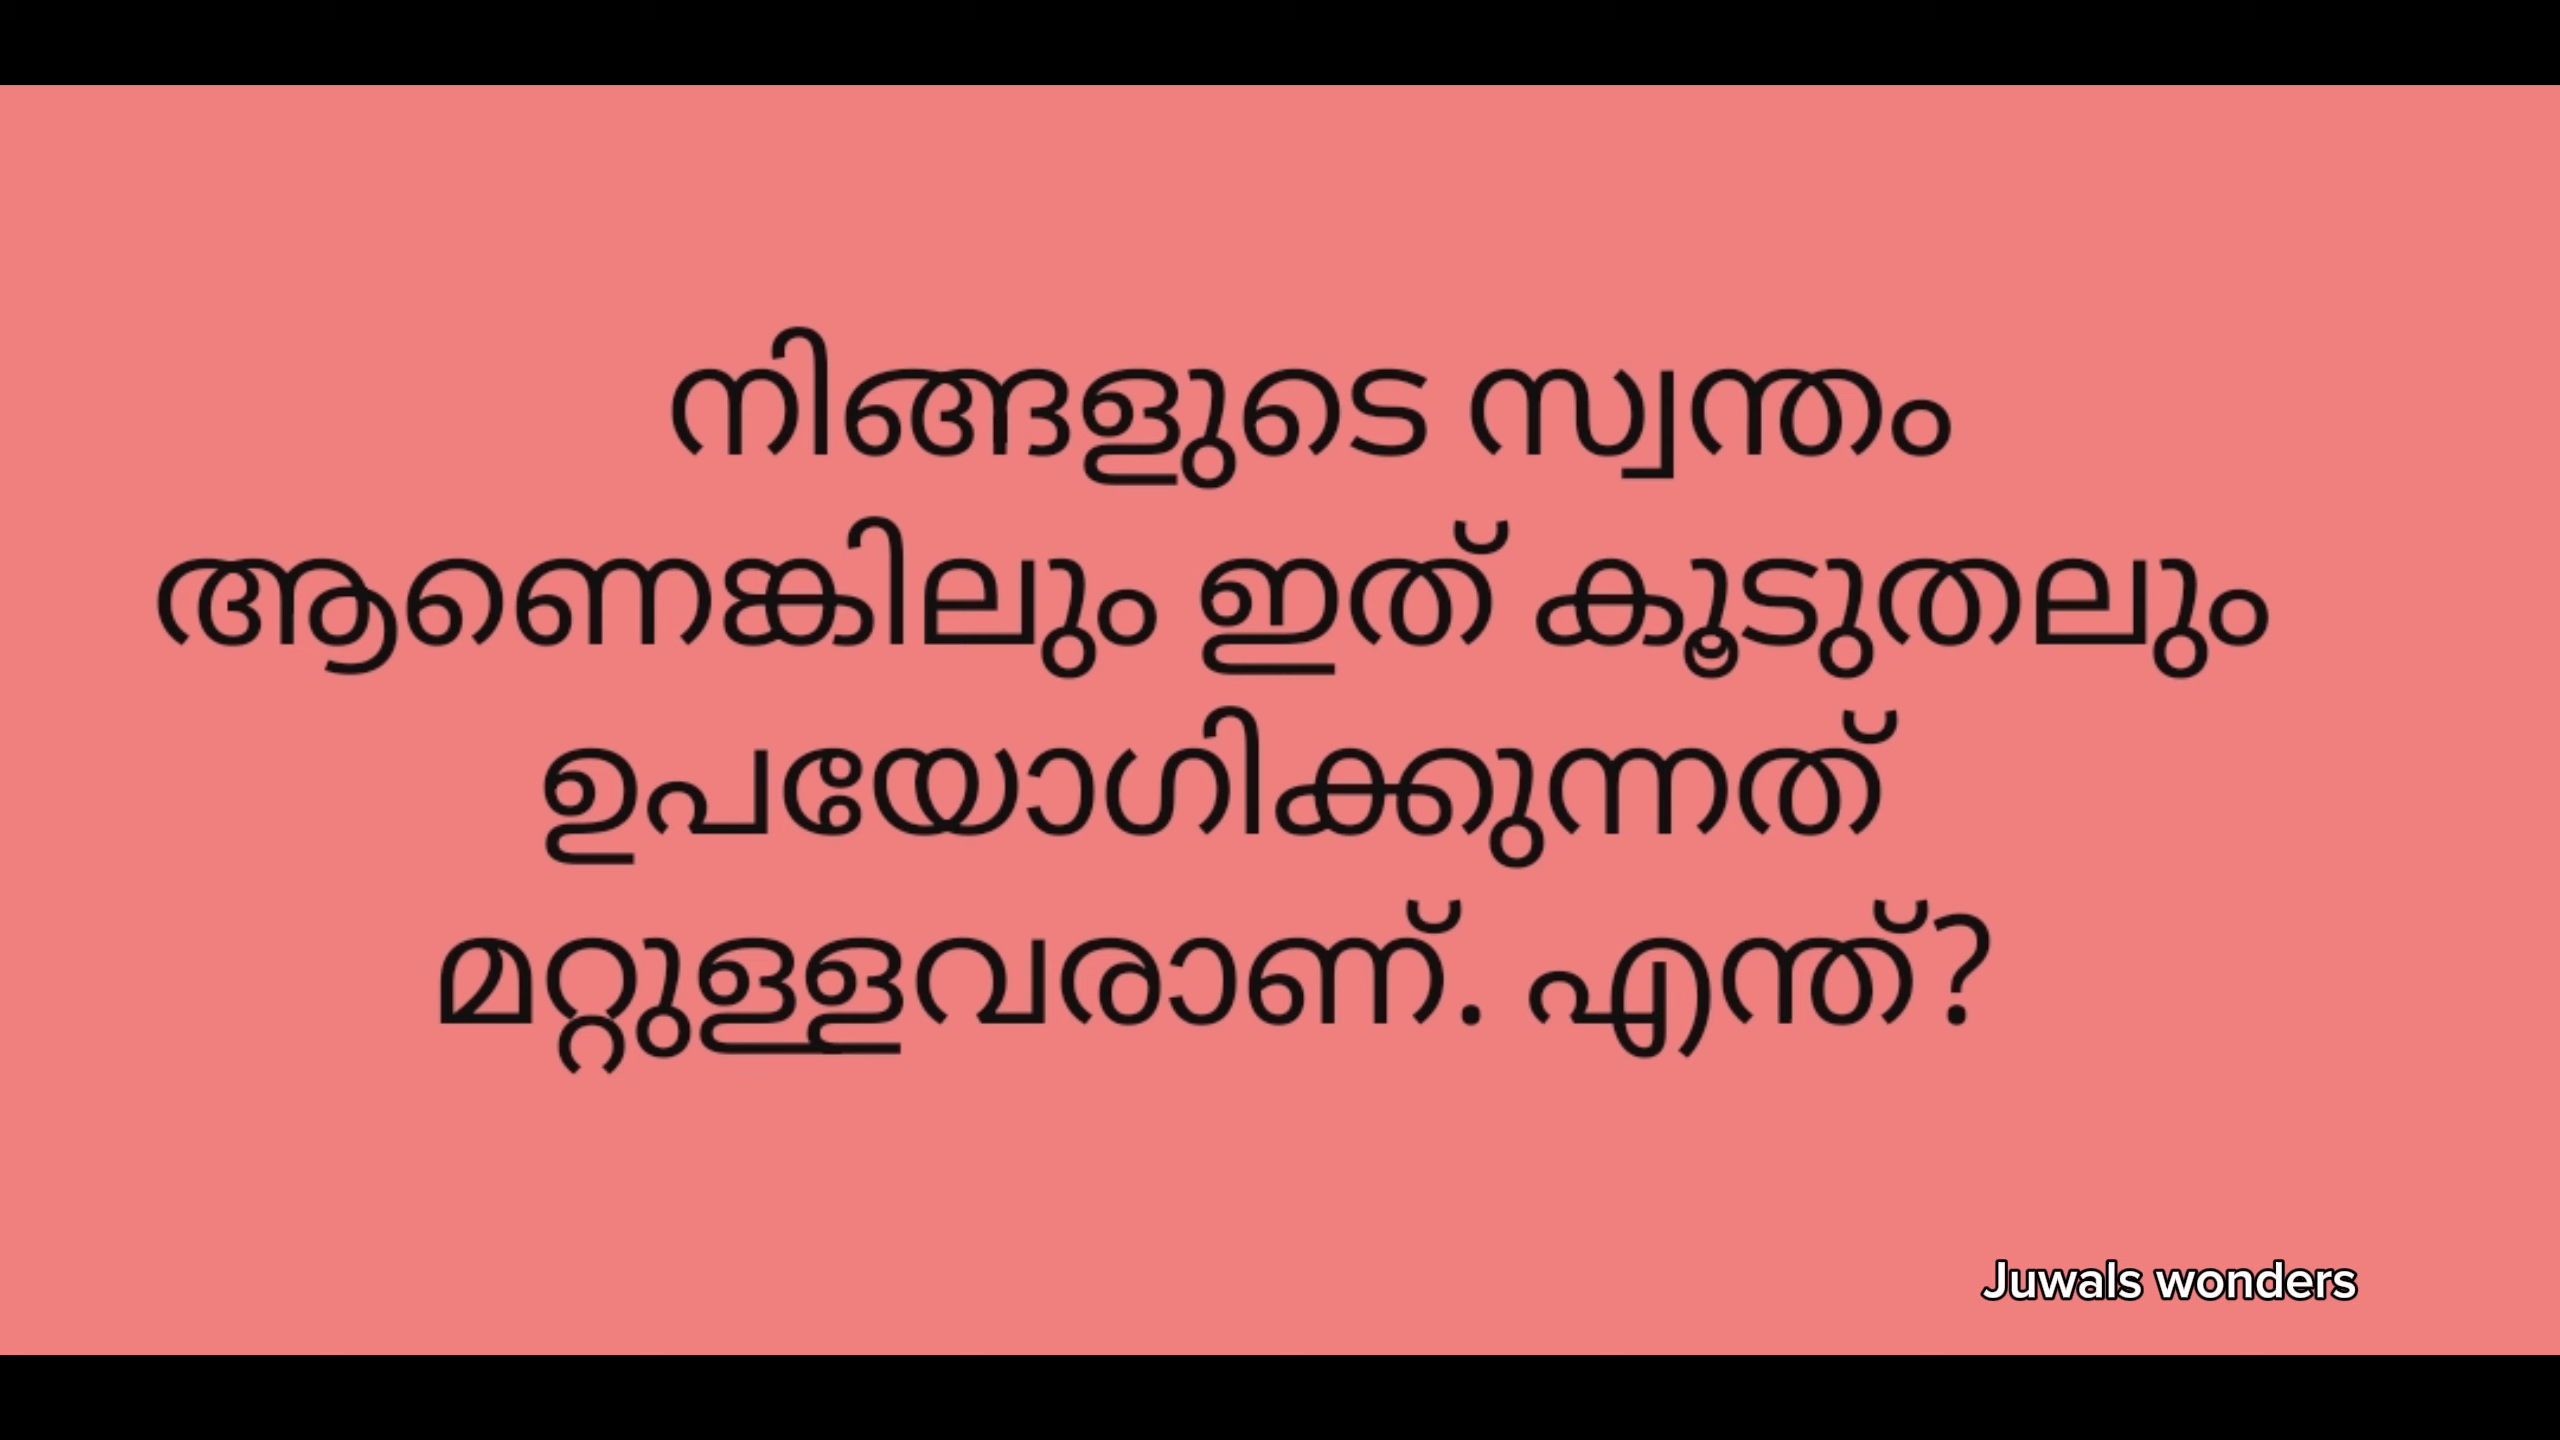 നിങ്ങളുടെ സ്വന്തം
ആണെങ്കിലും ഇത് കൂടുതലും
ഉപയോഗിക്കുന്നത്
മറ്റുള്ളവരാണ്. എന്ത്?
Juwals wonders